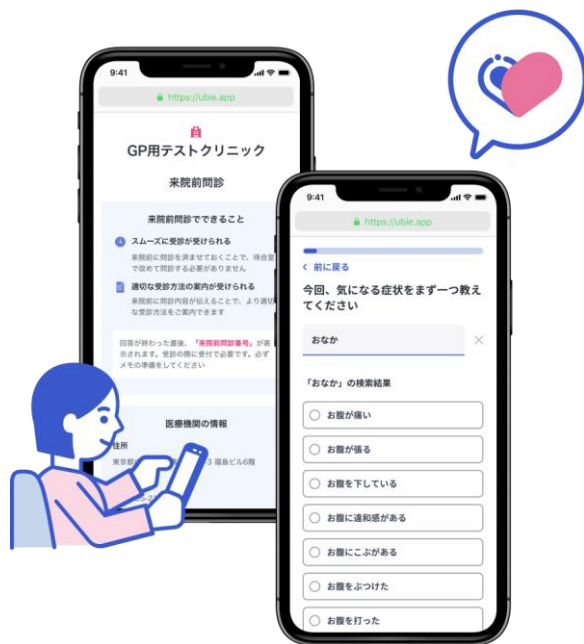 9:41
https://ubie.app
GP用テストクリニック
来院前問診
来院前問診でできること
スムーズに受診が受けられる
来院前に問診を済ませておくことで、待合室
で改めて問診する必要がありません
適切な受診方法の案内が受けられる
来院前に問診内容が伝えることで、より適切
な受診方法をご案内できます
回答が終わった直後、「来院前問診番号」が表
示されます。受診の際に受付で必要です。必ず
メモの準備をしてください
医療機関の情報
住所
東京都
-3 福島ビル6階
9:41
https://ubie.app
前に戻る
今回、気になる症状をまず一つ教え
てください
おなか
「おなか」の検索結果
お腹が痛い
お腹が張る
お腹を下している
お腹に違和感がある
お腹にこぶがある
お腹をぶつけた
お腹を打った